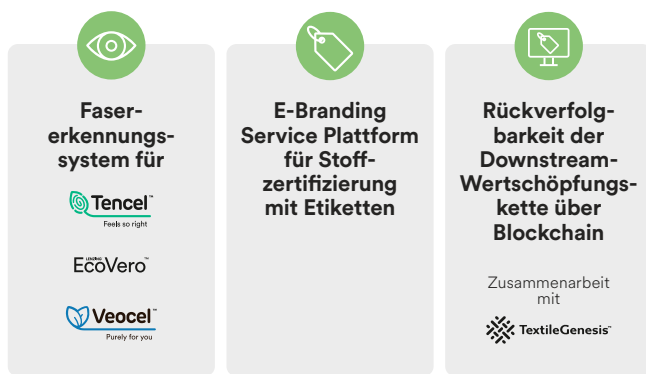 Faser-
erkennungs-
system für
Tencel™
Feels so right
LENZING
EcoVero™
Veocel™
Purely for you
E-Branding
Service Plattform
für Stoff-
zertifizierung
mit Etiketten
Rückverfolg-
barkeit der
Downstream-
Wertschöpfungs-
kette über
Blockchain
Zusammenarbeit
mit
TextileGenesis™